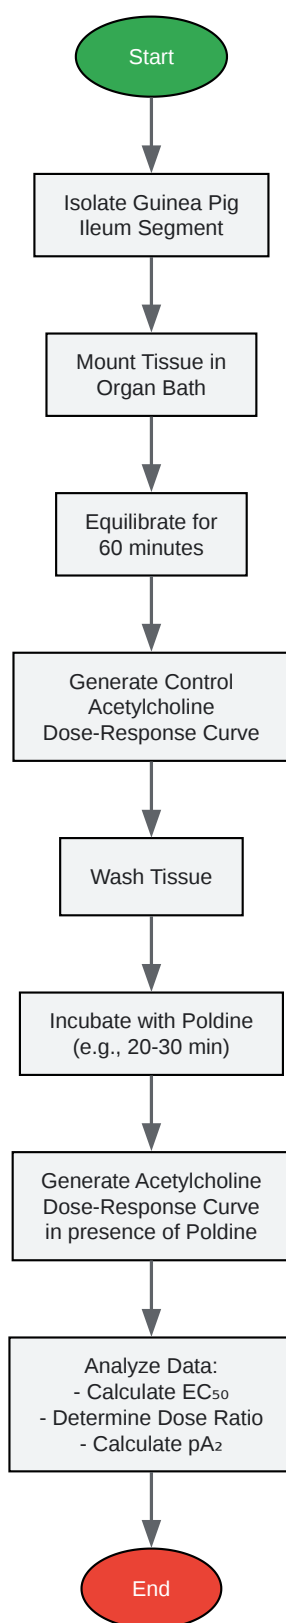 Start
Isolate Guinea Pig
Ileum Segment
Mount Tissue in
Organ Bath
Equilibrate for
60 minutes
Generate Control
Acetylcholine
Dose-Response Curve
Wash Tissue
Incubate with Poldine
(e.g., 20-30 min)
Generate Acetylcholine
Dose-Response Curve
in presence of Poldine
Analyze Data:
- Calculate EC₅₀
- Determine Dose Ratio
- Calculate pA₂
End